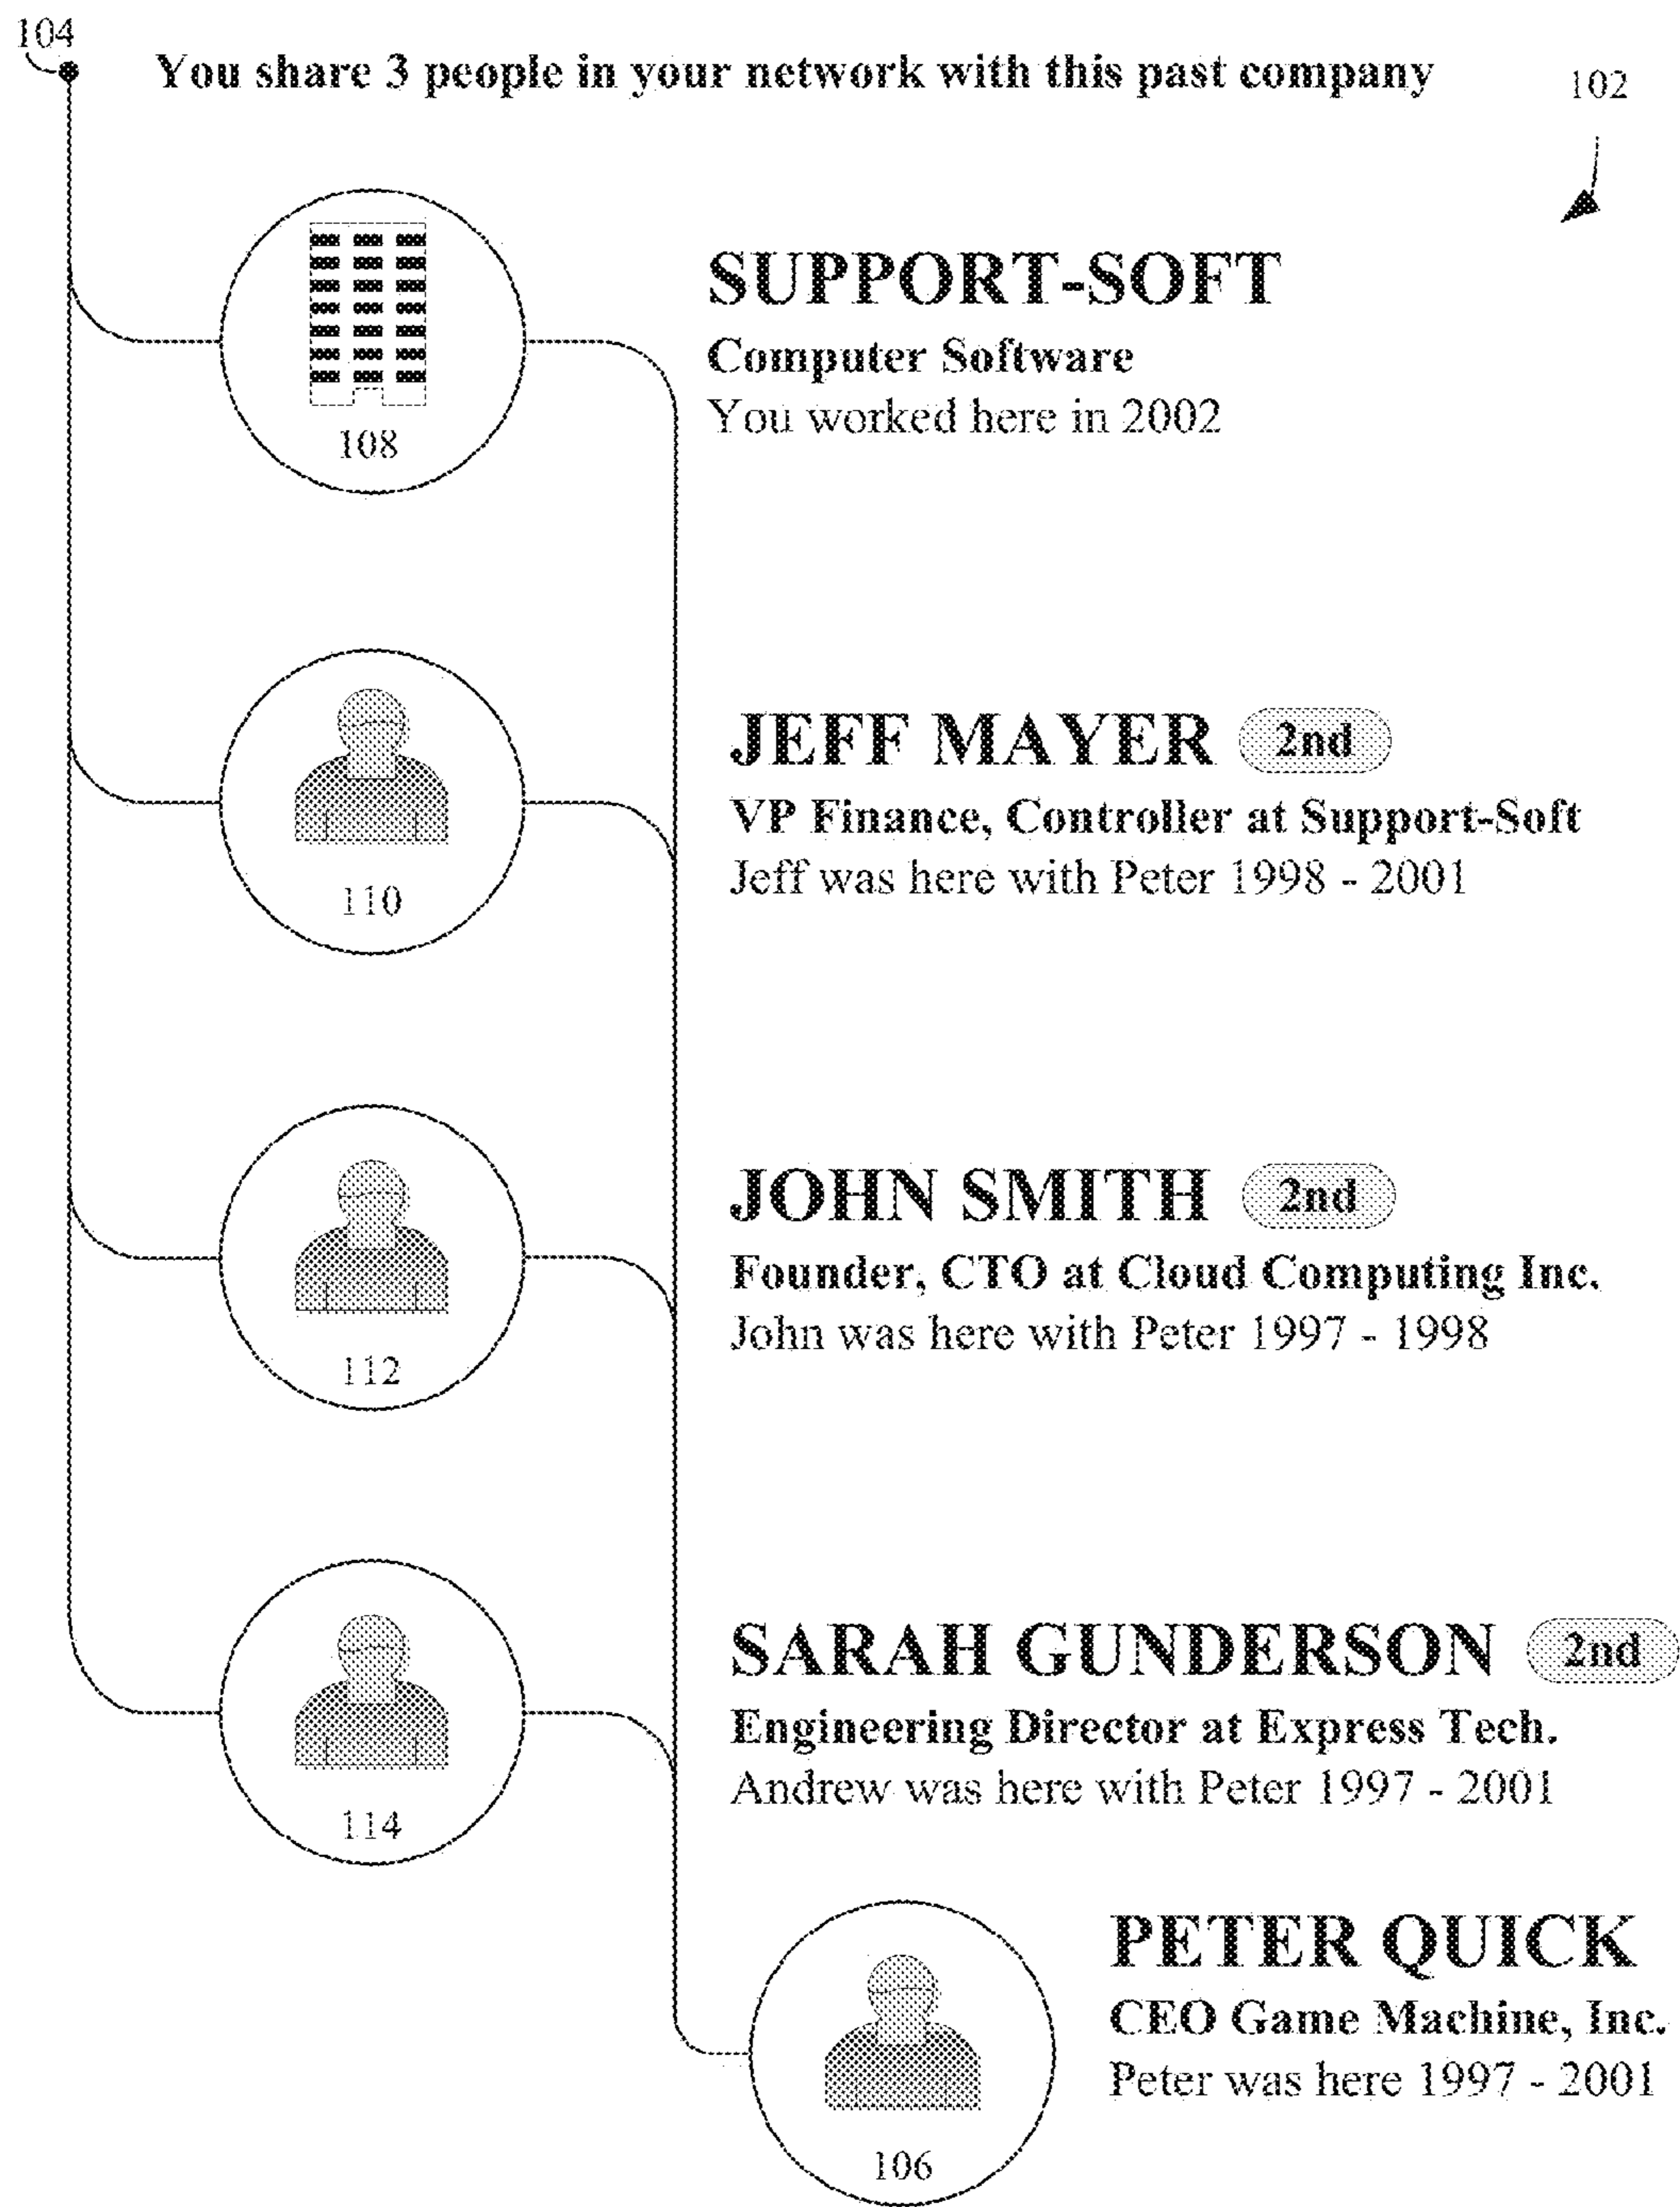 104
You share 3 people in your network with this past company
102
SUPPORT-SOFT
Computer Software
You worked here in 2002
108
JEFF MAYER 2nd
VP Finance, Controller at Support-Soft
Jeff was here with Peter 1998 - 2001
110
JOHN SMITH 2nd
Founder, CTO at Cloud Computing Inc.
John was here with Peter 1997 - 1998
112
SARAH GUNDERSON 2nd
Engineering Director at Express Tech.
Andrew was here with Peter 1997 - 2001
114
PETER QUICK
CEO Game Machine, Inc.
Peter was here 1997 - 2001
106